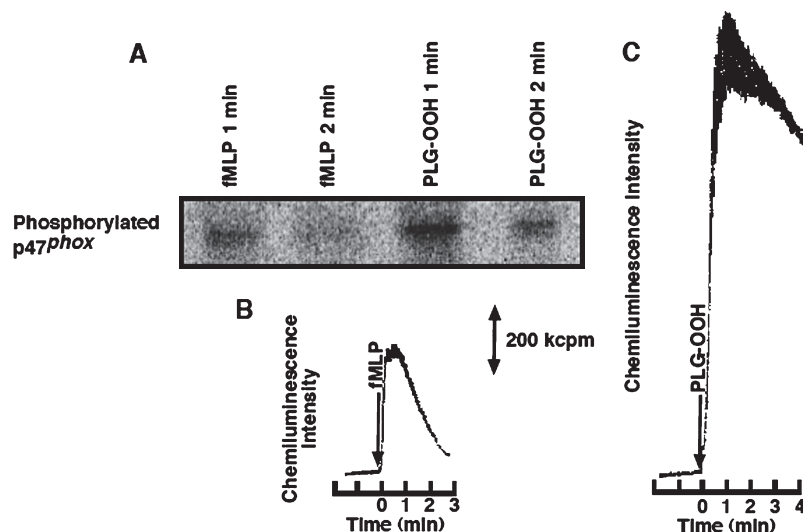 A
fMLP 1 min
fMLP 2 min
PLG-OOH 1 min
PLG-OOH 2 min
Phosphorylated
p47phox
B
Chemiluminescence
Intensity
fMLP
0 1 2 3
Time (min)
200 kcpm
C
Chemiluminescence Intensity
PLG-OOH
0 1 2 3 4
Time (min)